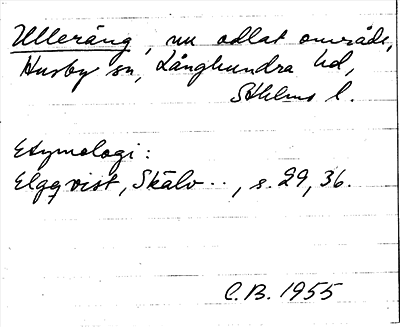 Ulleräng, nu odlat område,
Husby sn, Långhundra hd,
Sthlms l.
Etymologi:
Elgqvist, Skälv.., s. 29, 36.
C.B. 1955